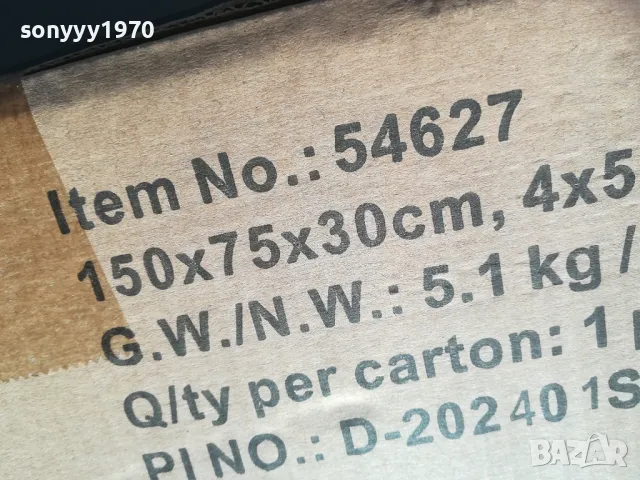 sonyyy1970
Item No.: 54627
150x75x30cm, 4x5
G.W./N.W.: 5.1 kg /
Q/ty per carton: 1
PI NO.: D-202401S
BAZAR